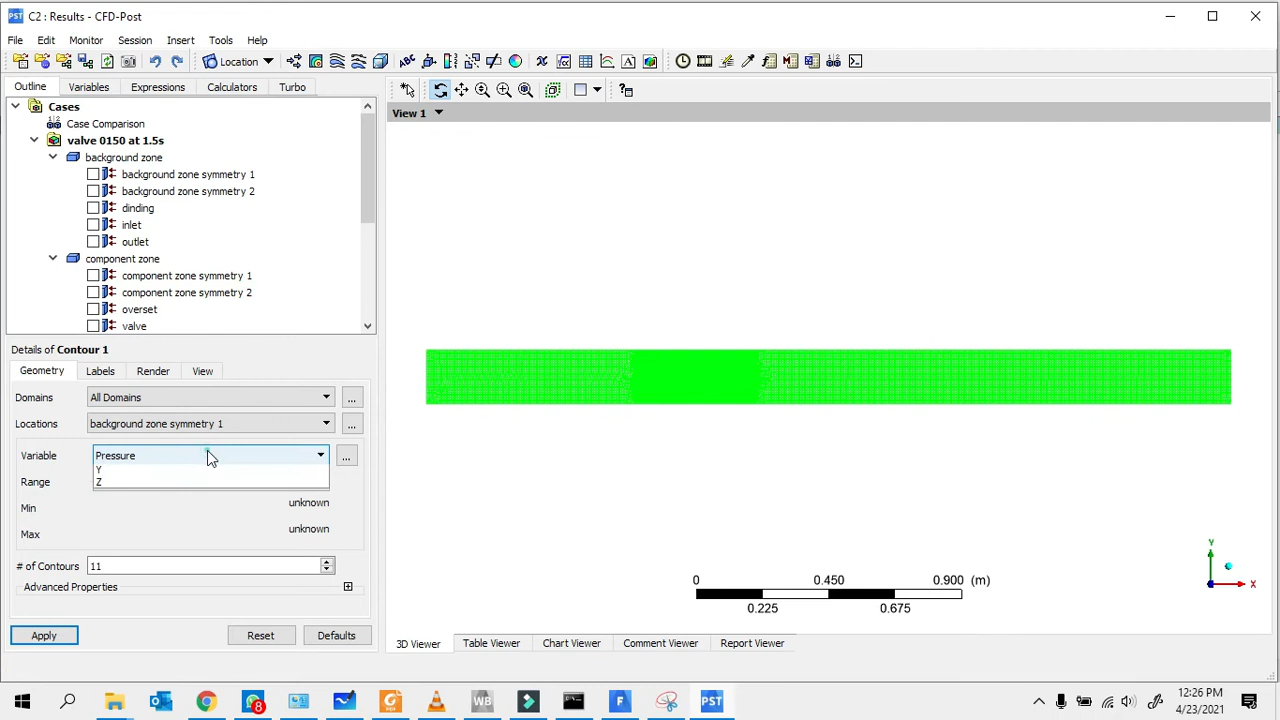 C2 : Results - CFD-Post
File Edit Monitor Session Insert Tools Help
Location
Outline Variables Expressions Calculators Turbo
View 1
Cases
Case Comparison
valve 0150 at 1.5s
background zone
background zone symmetry 1
background zone symmetry 2
dinding
inlet
outlet
component zone
component zone symmetry 1
component zone symmetry 2
overset
valve
Details of Contour 1
Geometry Labels Render View
Domains All Domains ...
Locations background zone symmetry 1 ...
Variable Pressure ...
Y
Range Z
Min unknown
Max unknown
# of Contours 11
Advanced Properties
Apply Reset Defaults
0 0.450 0.900 (m)
0.225 0.675
Y
X
3D Viewer Table Viewer Chart Viewer Comment Viewer Report Viewer
12:26 PM
4/23/2021